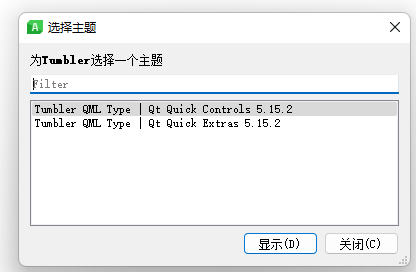 选择主题
为Tumbler选择一个主题
Filter
Tumbler QML Type | Qt Quick Controls 5.15.2
Tumbler QML Type | Qt Quick Extras 5.15.2
显示(D)
关闭(C)